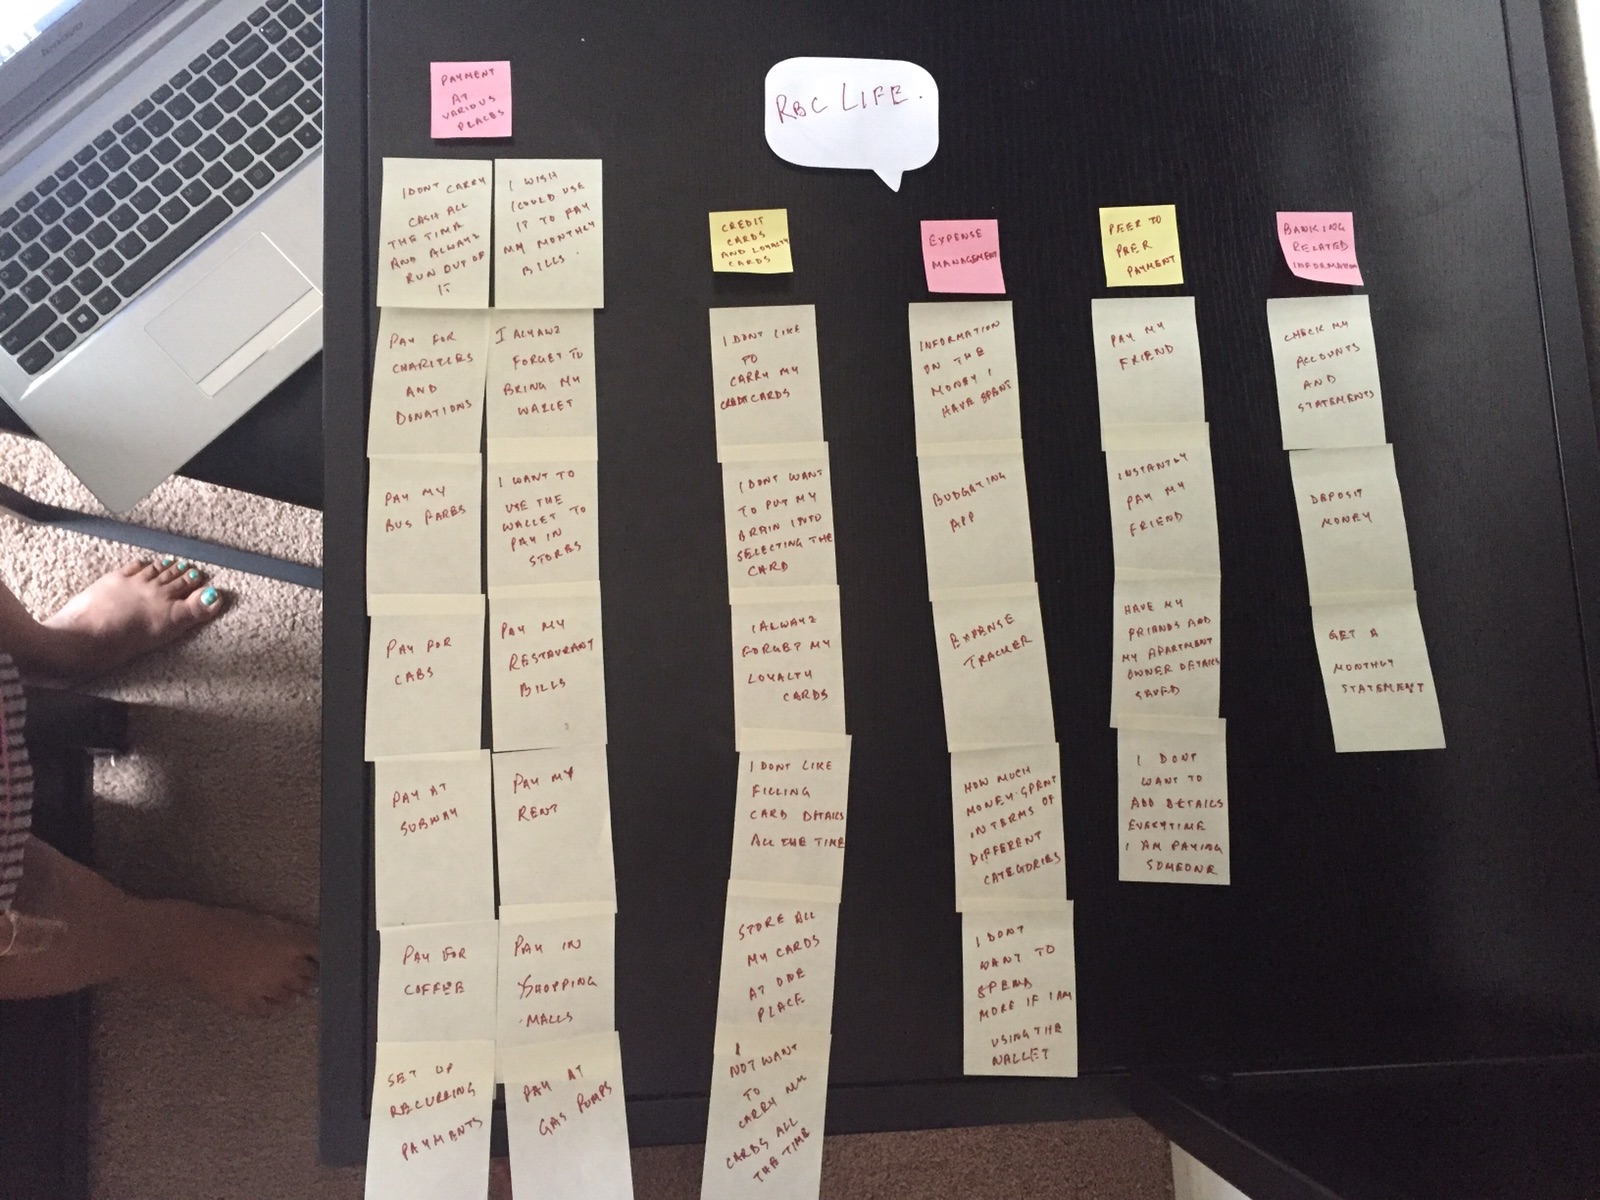 RBC LIFE.
PAYMENT
AT
VARIOUS
PLACES
I DONT CARRY
CASH ALL
THE TIME
AND ALWAYZ
RUN OUT OF
IT
PAY FOR
CHARITIES
AND
DONATIONS
PAY MY
BUS FARES
PAY FOR
CABS
PAY AT
SUBWAY
PAY FOR
COFFEE
SET UP
RECURRING
PAYMENTS
I WISH
I COULD USE
IT TO PAY
MY MONTHLY
BILLS.
I ALYAWZ
FORGET TO
BRING MY
WALLET
I WANT TO
USE THE
WALLET TO
PAY IN
STORES
PAY MY
RESTAURANT
BILLS
PAY MY
RENT
PAY IN
SHOPPING
MALLS
PAY AT
GAS PUMPS
CREDIT
CARDS
AND LOYALTY
CARDS
I DONT LIKE
TO
CARRY MY
CREDIT CARDS
I DONT WANT
TO PUT MY
BRAIN INTO
SELECTING THE
CARD
I ALWAYZ
FORGET MY
LOYALTY
CARDS
I DONT LIKE
FILLING
CARD DETAILS
ALL THE TIME
STORE ALL
MY CARDS
AT ONE
PLACE
I
NOT WANT
TO
CARRY MY
CARDS ALL
THE TIME
EXPENSE
MANAGEMENT
INFORMATION
ON THE
MONEY I
HAVE SPENT
BUDGETING
APP
EXPENSE
TRACKER
HOW MUCH
MONEY SPENT
IN TERMS OF
DIFFERENT
CATEGORIES
I DONT
WANT TO
SPEND
MORE IF I AM
USING THE
WALLET
PEER TO
PEER
PAYMENT
PAY MY
FRIEND
INSTANTLY
PAY MY
FRIEND
HAVE MY
FRIENDS AND
MY APARTMENT
OWNER DETAILS
SAVED
I DONT
WANT TO
ADD DETAILS
EVERYTIME
I AM PAYING
SOMEONE
BANKING
RELATED
INFORMATION
CHECK MY
ACCOUNTS
AND
STATEMENTS
DEPOSIT
MONEY
GET A
MONTHLY
STATEMENT